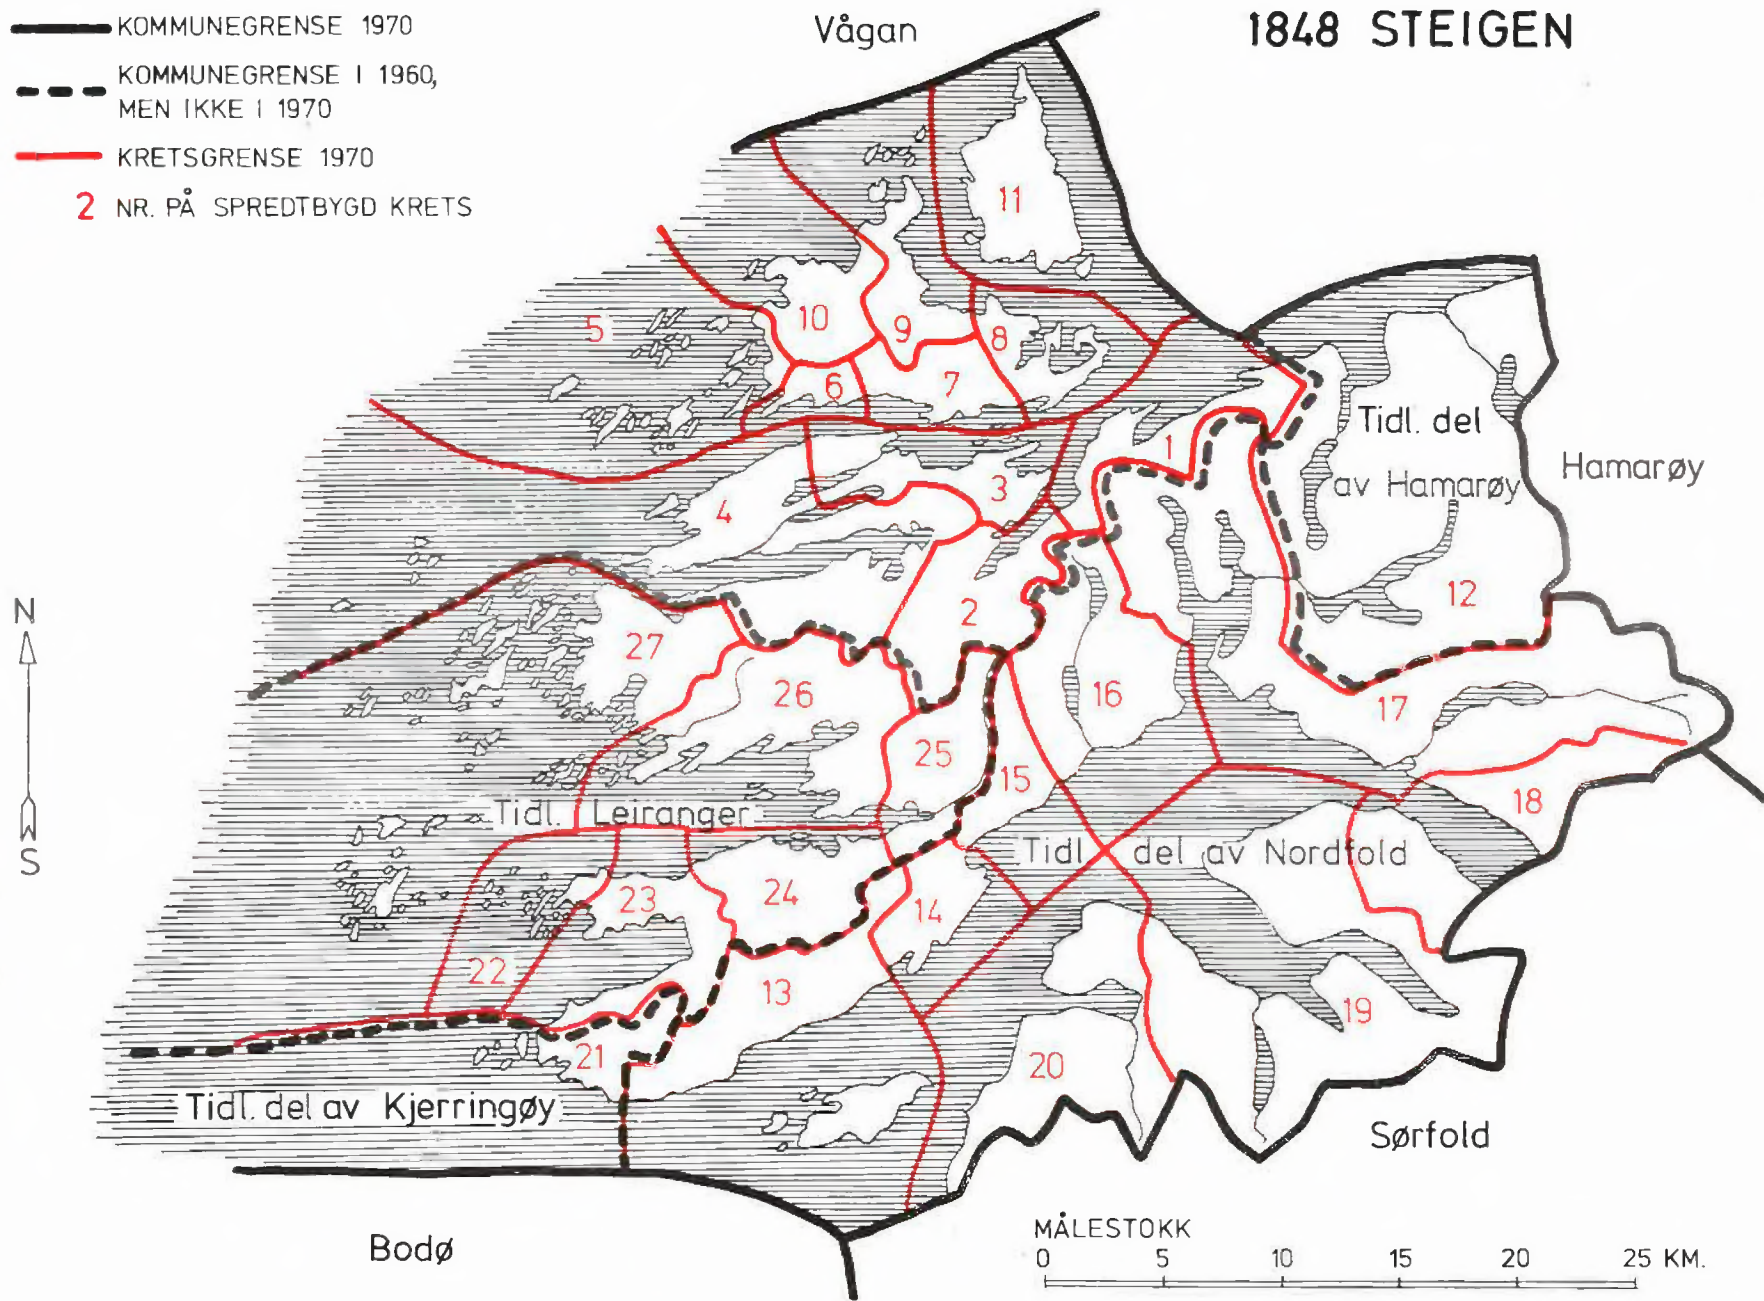 KOMMUNEGRENSE 1970
KOMMUNEGRENSE I 1960,
MEN IKKE I 1970
KRETSGRENSE 1970
2 NR. PÅ SPREDTBYGD KRETS
1848 STEIGEN
Vågan
11
5
10
9
8
6
7
1
Tidl. del
av Hamarøy
Hamarøy
4
3
12
2
27
26
16
17
25
15
18
Tidl. Leiranger
Tidl. del av Nordfold
23
24
14
22
13
19
21
20
Tidl. del av Kjerringøy
Sørfold
Bodø
N
S
MÅLESTOKK
0 5 10 15 20 25 KM.